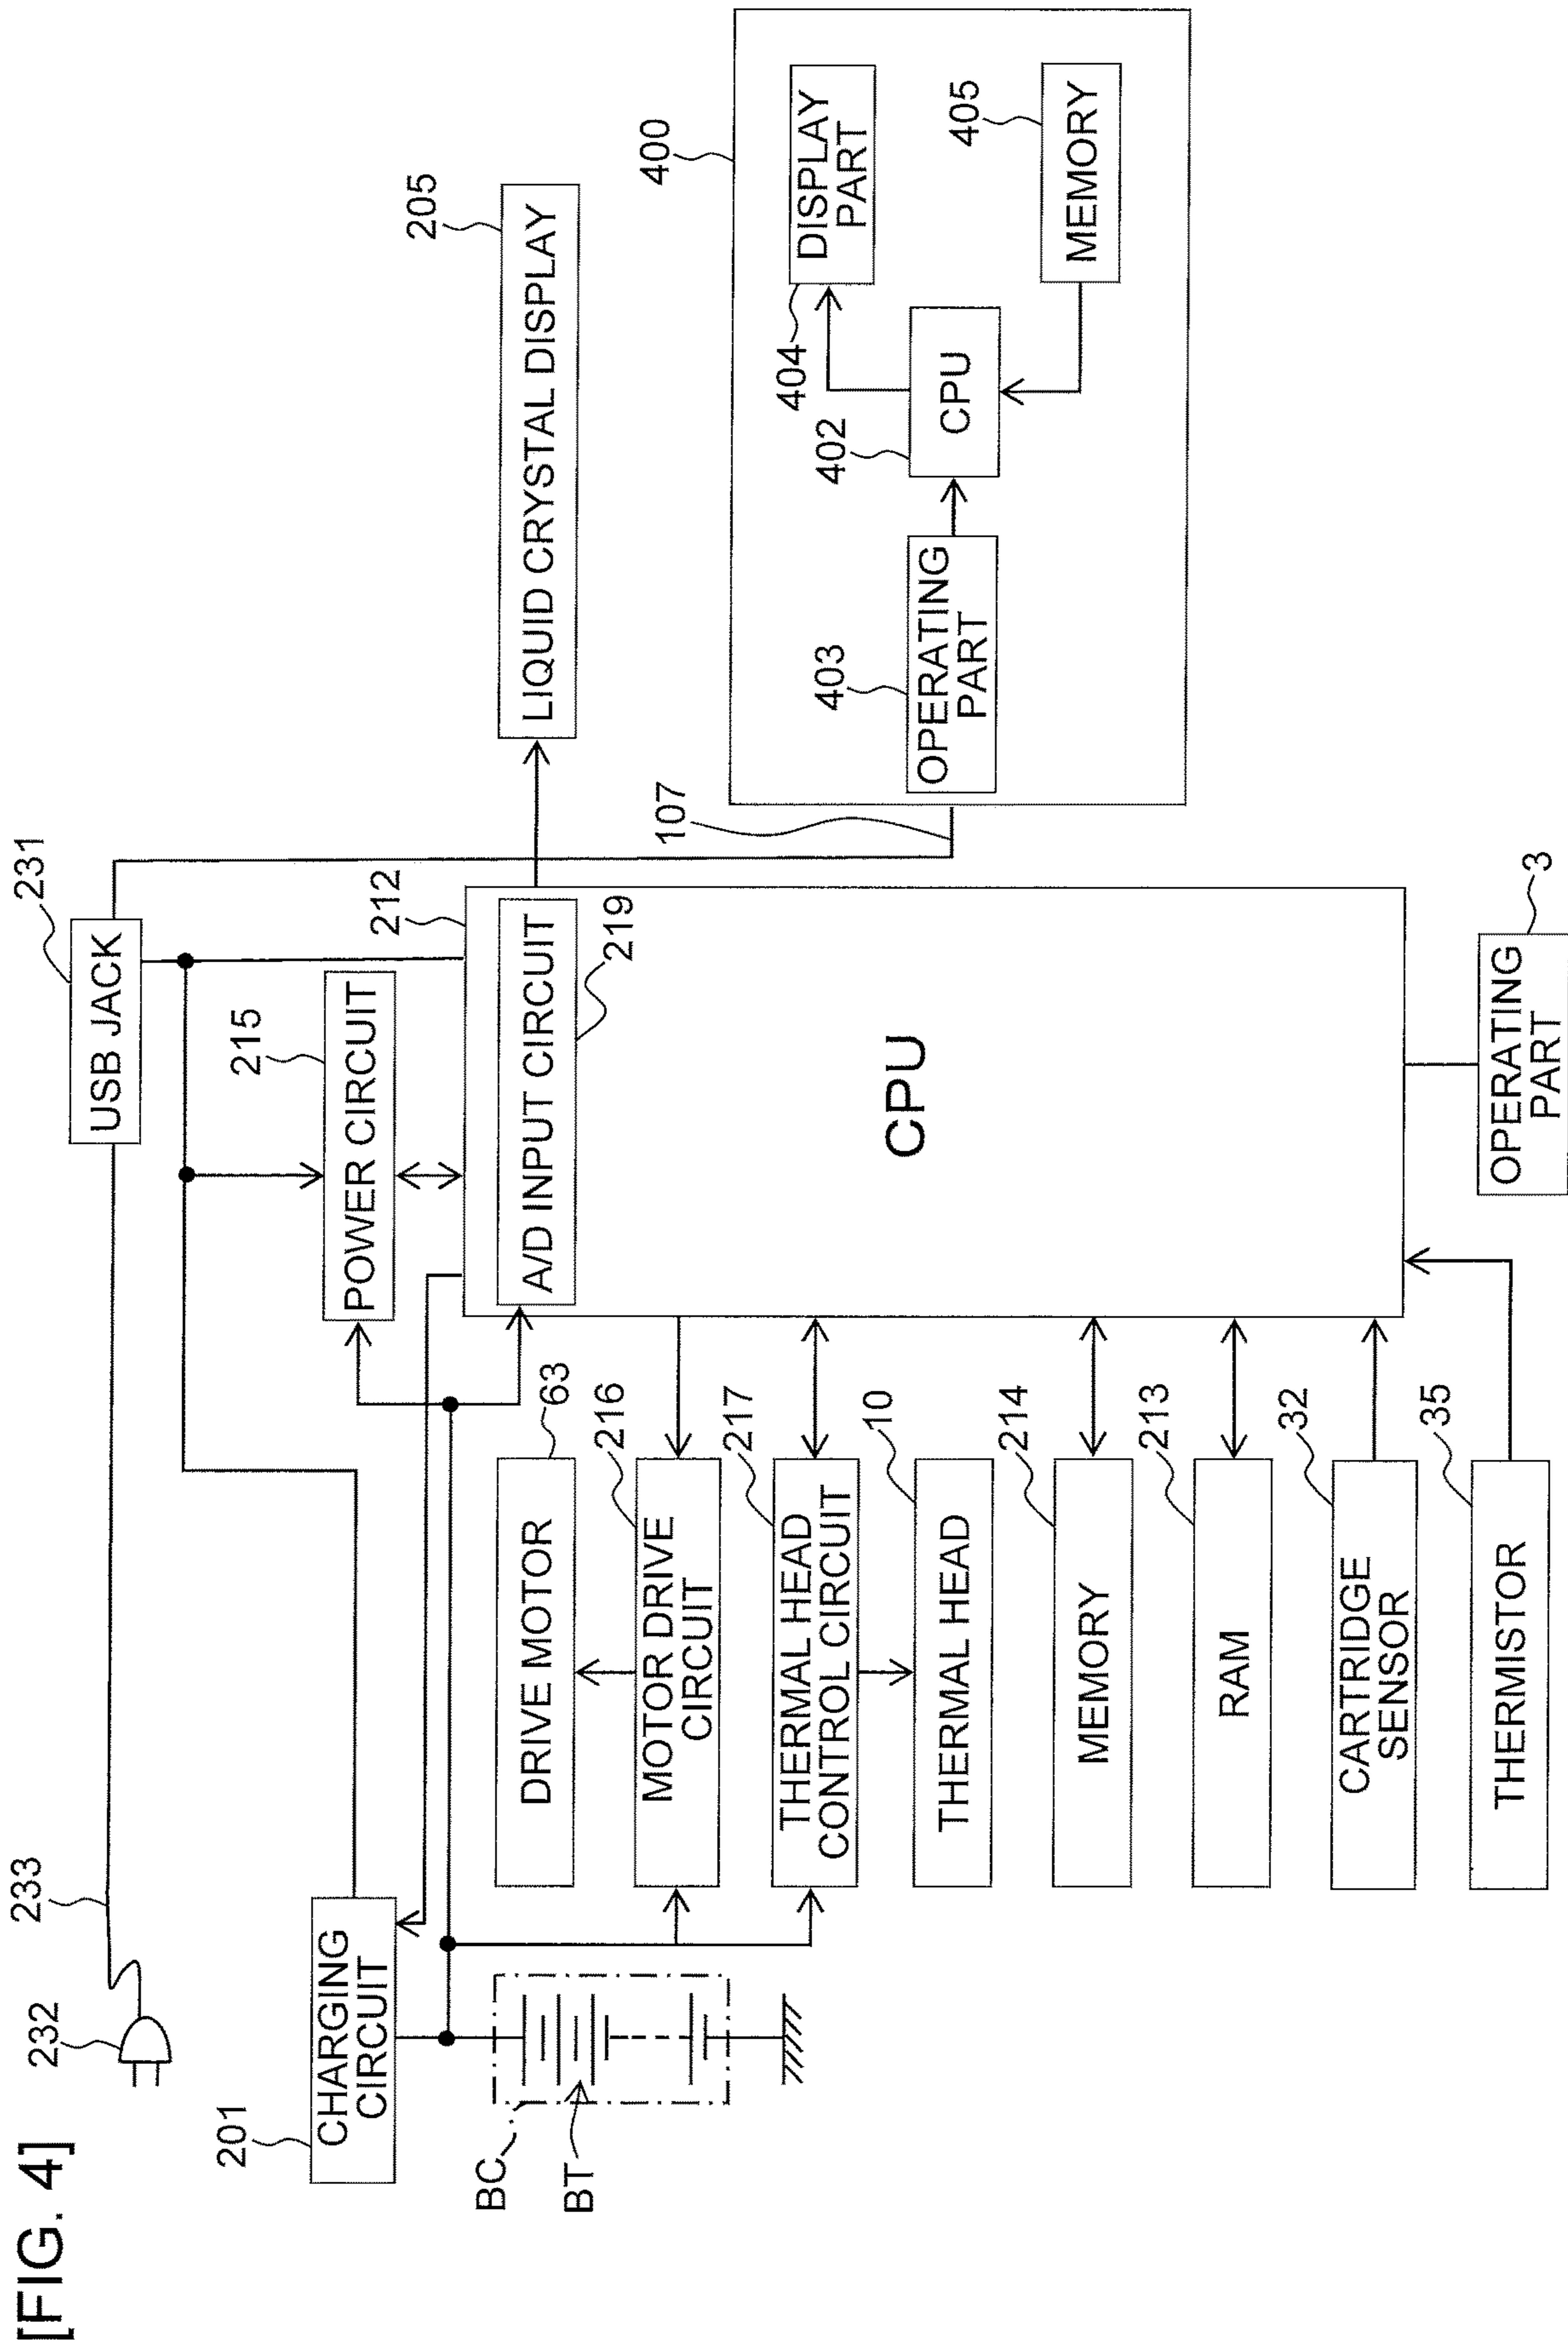 [FIG. 4]
232
233
231
USB JACK
201
CHARGING
CIRCUIT
215
POWER CIRCUIT
212
205
LIQUID CRYSTAL DISPLAY
BC
BT
A/D INPUT CIRCUIT
219
CPU
63
DRIVE MOTOR
216
MOTOR DRIVE
CIRCUIT
217
THERMAL HEAD
CONTROL CIRCUIT
10
THERMAL HEAD
214
MEMORY
213
RAM
32
CARTRIDGE
SENSOR
35
THERMISTOR
3
OPERATING
PART
107
400
403
OPERATING
PART
402
CPU
404
DISPLAY
PART
405
MEMORY